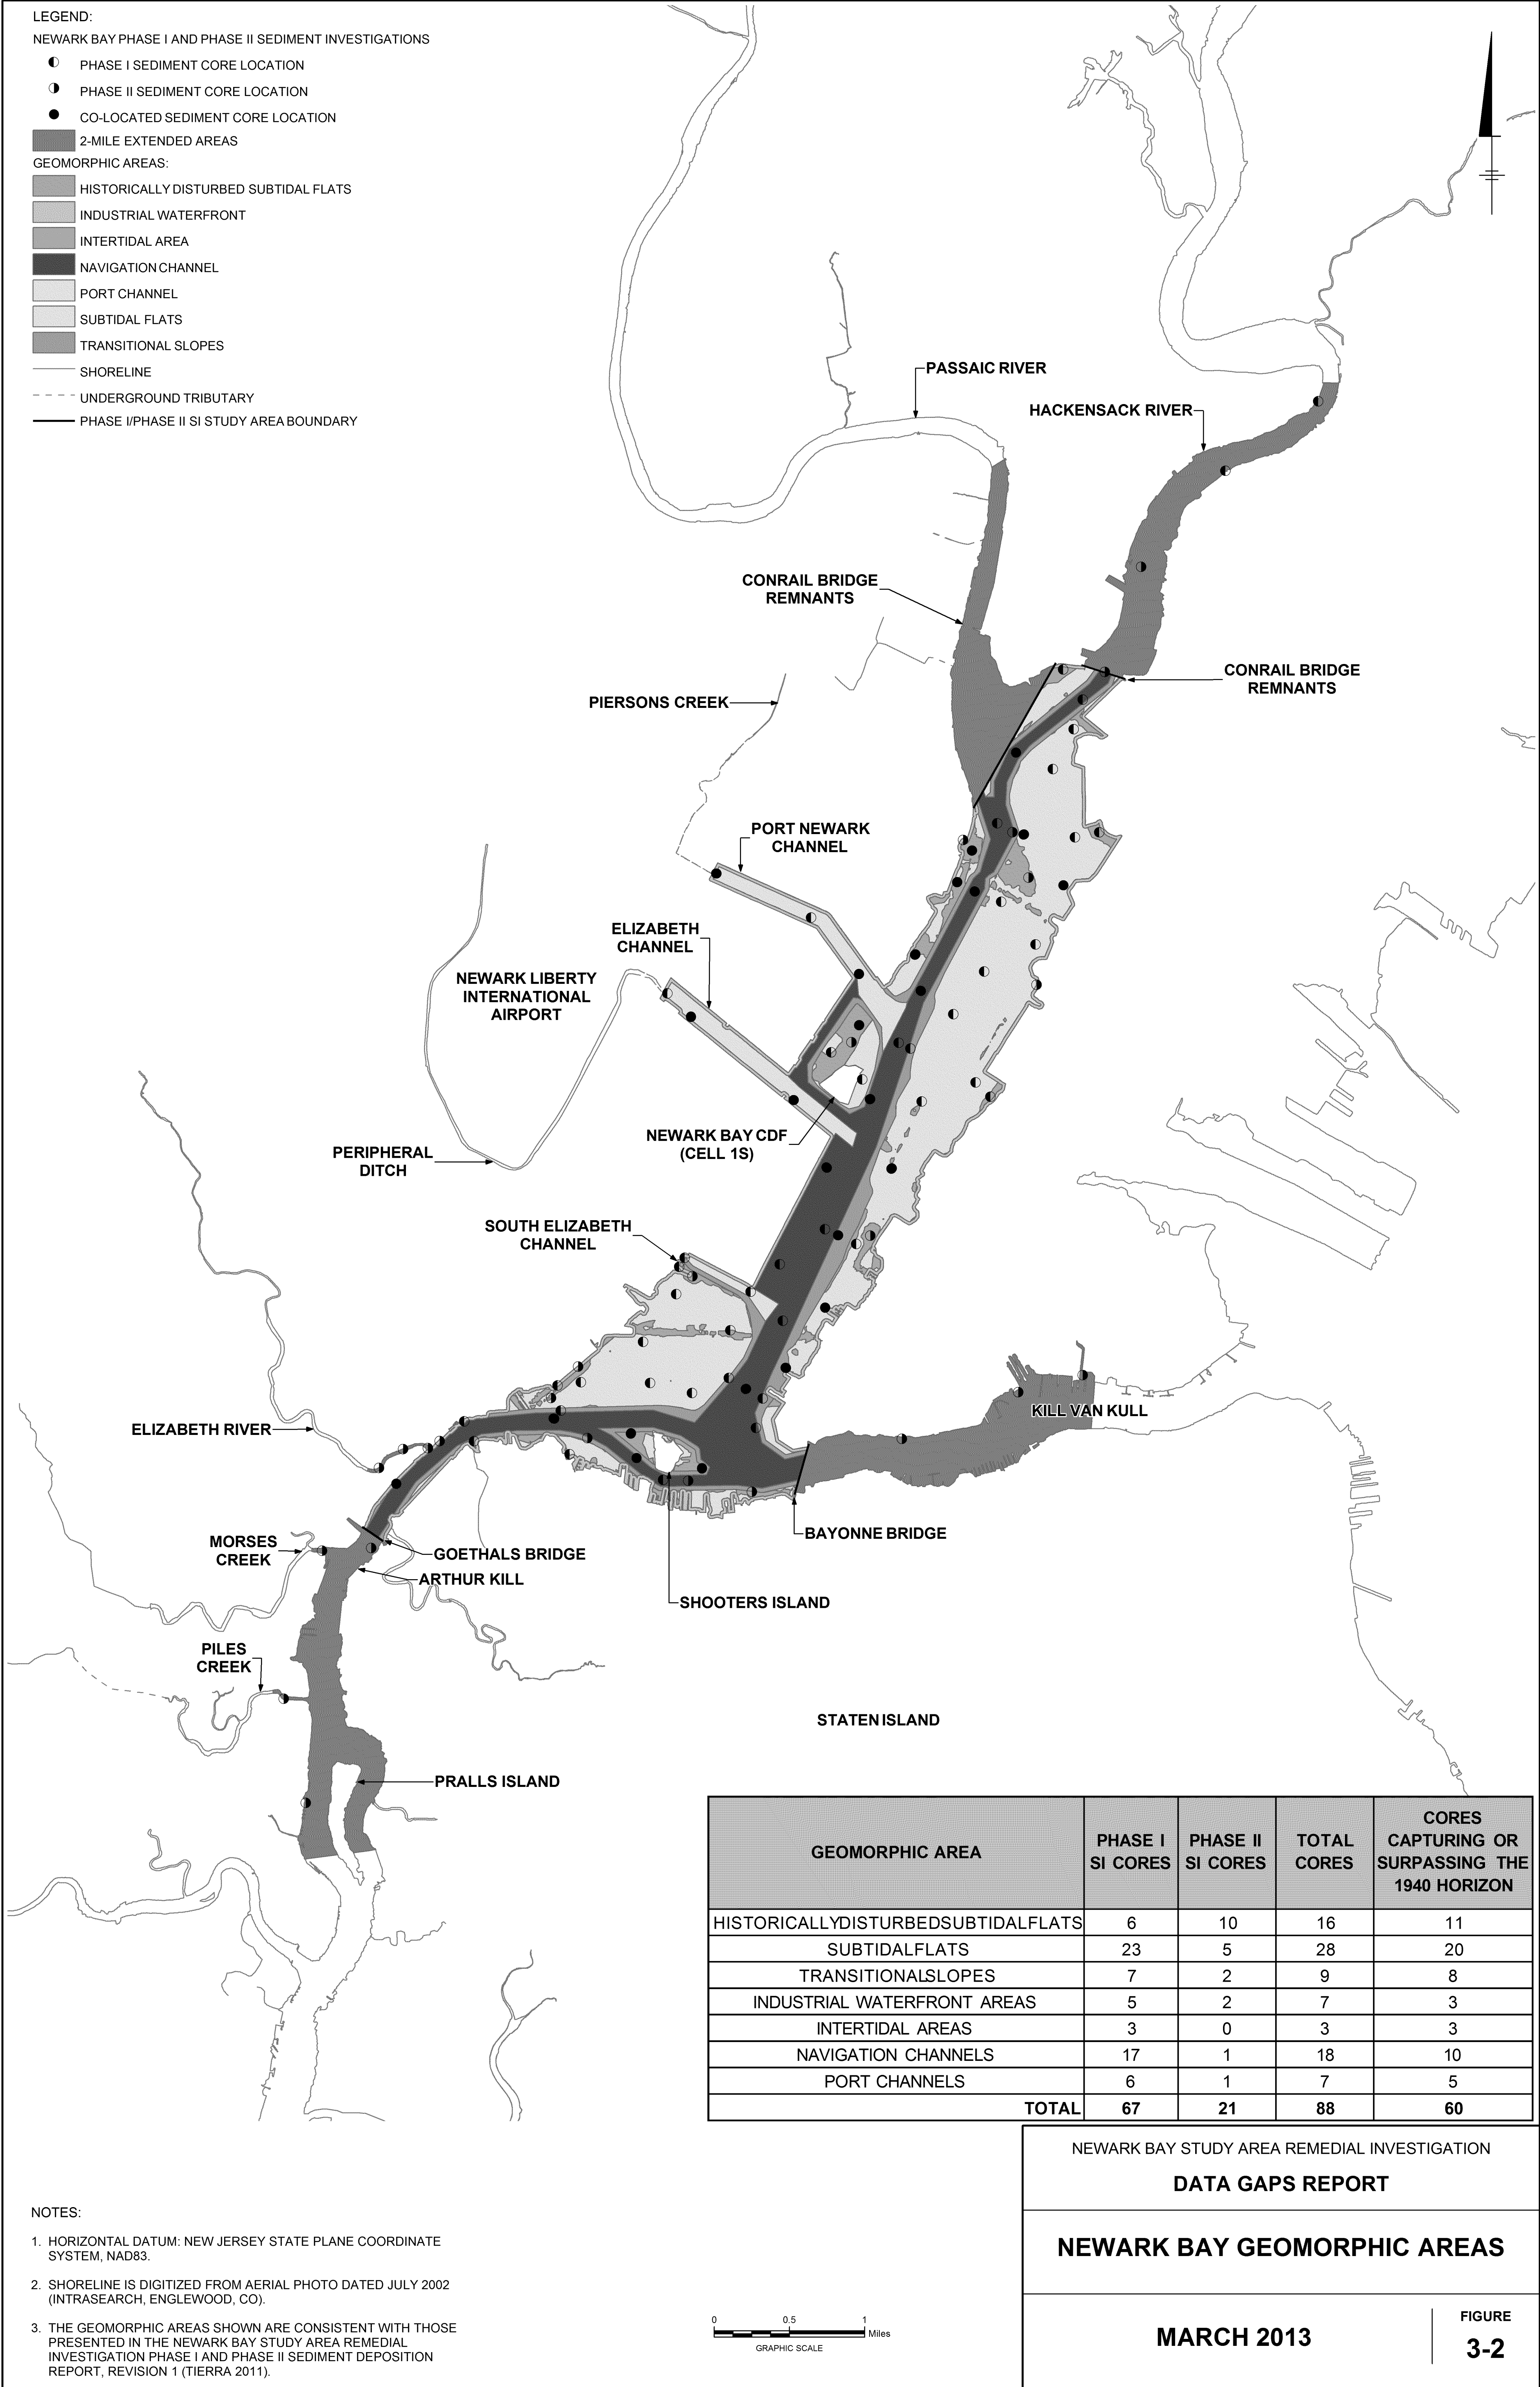 LEGEND:
NEWARK BAY PHASE I AND PHASE II SEDIMENT INVESTIGATIONS
PHASE I SEDIMENT CORE LOCATION
PHASE II SEDIMENT CORE LOCATION
CO-LOCATED SEDIMENT CORE LOCATION
2-MILE EXTENDED AREAS
GEOMORPHIC AREAS:
HISTORICALLY DISTURBED SUBTIDAL FLATS
INDUSTRIAL WATERFRONT
INTERTIDAL AREA
NAVIGATION CHANNEL
PORT CHANNEL
SUBTIDAL FLATS
TRANSITIONAL SLOPES
SHORELINE
UNDERGROUND TRIBUTARY
PHASE I/PHASE II SI STUDY AREA BOUNDARY
PASSAIC RIVER
HACKENSACK RIVER
CONRAIL BRIDGE
REMNANTS
CONRAIL BRIDGE
REMNANTS
PIERSONS CREEK
PORT NEWARK
CHANNEL
ELIZABETH
CHANNEL
NEWARK LIBERTY
INTERNATIONAL
AIRPORT
NEWARK BAY CDF
(CELL 1S)
PERIPHERAL
DITCH
SOUTH ELIZABETH
CHANNEL
KILL VAN KULL
ELIZABETH RIVER
BAYONNE BRIDGE
MORSES
CREEK
GOETHALS BRIDGE
ARTHUR KILL
SHOOTERS ISLAND
PILES
CREEK
STATEN ISLAND
PRALLS ISLAND
GEOMORPHIC AREA
PHASE I
SI CORES
PHASE II
SI CORES
TOTAL
CORES
CORES
CAPTURING OR
SURPASSING THE
1940 HORIZON
HISTORICALLY DISTURBED SUBTIDAL FLATS 6 10 16 11
SUBTIDAL FLATS 23 5 28 20
TRANSITIONAL SLOPES 7 2 9 8
INDUSTRIAL WATERFRONT AREAS 5 2 7 3
INTERTIDAL AREAS 3 0 3 3
NAVIGATION CHANNELS 17 1 18 10
PORT CHANNELS 6 1 7 5
TOTAL 67 21 88 60
NEWARK BAY STUDY AREA REMEDIAL INVESTIGATION
DATA GAPS REPORT
NEWARK BAY GEOMORPHIC AREAS
MARCH 2013
FIGURE
3-2
NOTES:
1. HORIZONTAL DATUM: NEW JERSEY STATE PLANE COORDINATE
SYSTEM, NAD83.
2. SHORELINE IS DIGITIZED FROM AERIAL PHOTO DATED JULY 2002
(INTRASEARCH, ENGLEWOOD, CO).
3. THE GEOMORPHIC AREAS SHOWN ARE CONSISTENT WITH THOSE
PRESENTED IN THE NEWARK BAY STUDY AREA REMEDIAL
INVESTIGATION PHASE I AND PHASE II SEDIMENT DEPOSITION
REPORT, REVISION 1 (TIERRA 2011).
0 0.5 1
Miles
GRAPHIC SCALE